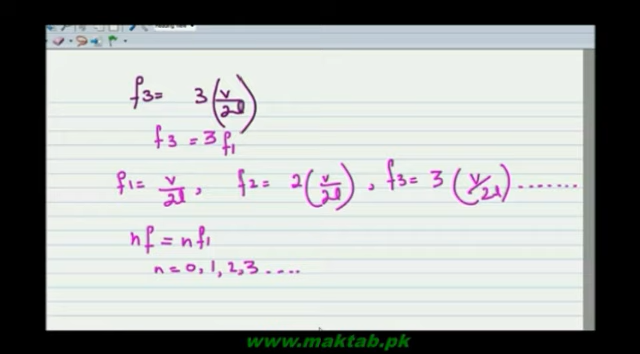 f3= 3(v/2l)
f3 = 3f1
f1= v/2l, f2= 2(v/2l), f3= 3(v/2l).......
nf = nf1
n=0, 1, 2, 3 ....
www.maktab.pk